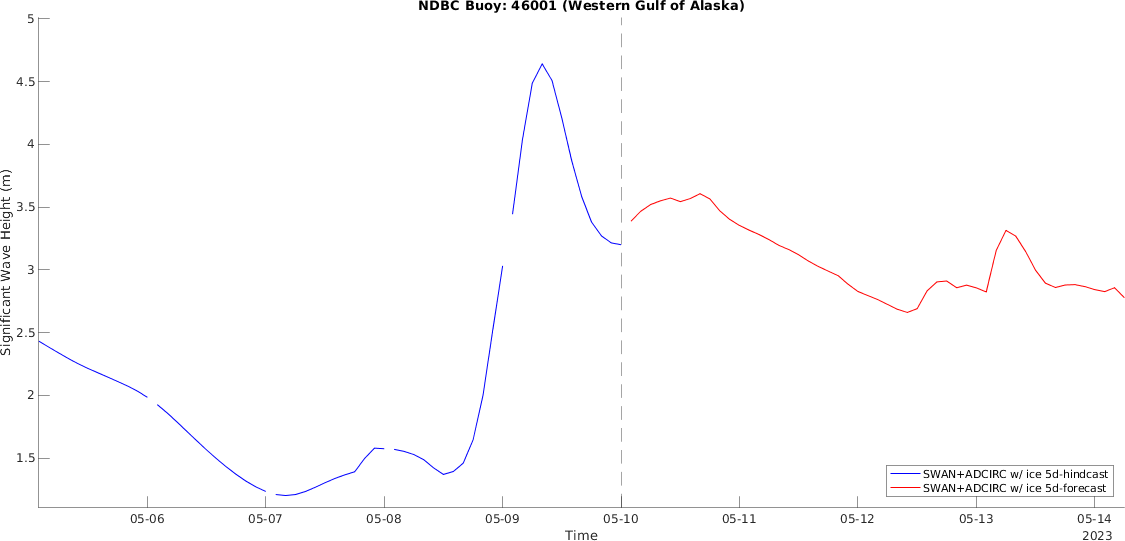 NDBC Buoy: 46001 (Western Gulf of Alaska)
5
4.5
4
3.5
3
2.5
2
1.5
Significant Wave Height (m)
05-06 05-07 05-08 05-09 05-10 05-11 05-12 05-13 05-14
Time
2023
SWAN+ADCIRC w/ ice 5d-hindcast
SWAN+ADCIRC w/ ice 5d-forecast